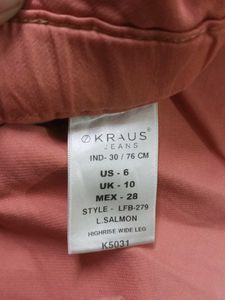 KRAUS
JEANS
IND- 30 / 76 CM
US - 6
UK - 10
MEX - 28
STYLE - LFB-279
L.SALMON
HIGHRISE WIDE LEG
K5031